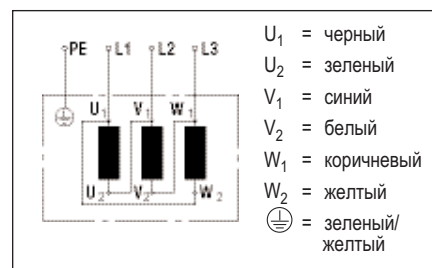 PE L1 L2 L3
U₁ V₁ W₁
U₂ V₂ W₂
U₁ = черный
U₂ = зеленый
V₁ = синий
V₂ = белый
W₁ = коричневый
W₂ = желтый
= зеленый/
желтый